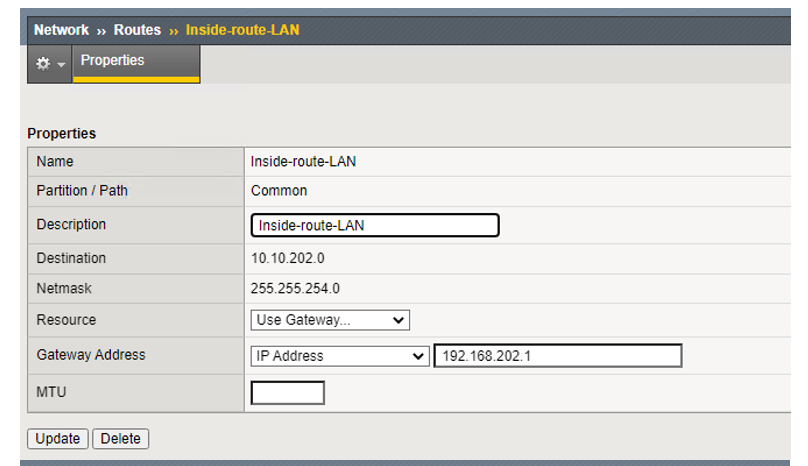 Network ›› Routes ›› Inside-route-LAN
Properties
Properties
Name Inside-route-LAN
Partition / Path Common
Description Inside-route-LAN
Destination 10.10.202.0
Netmask 255.255.254.0
Resource Use Gateway...
Gateway Address IP Address 192.168.202.1
MTU
Update Delete